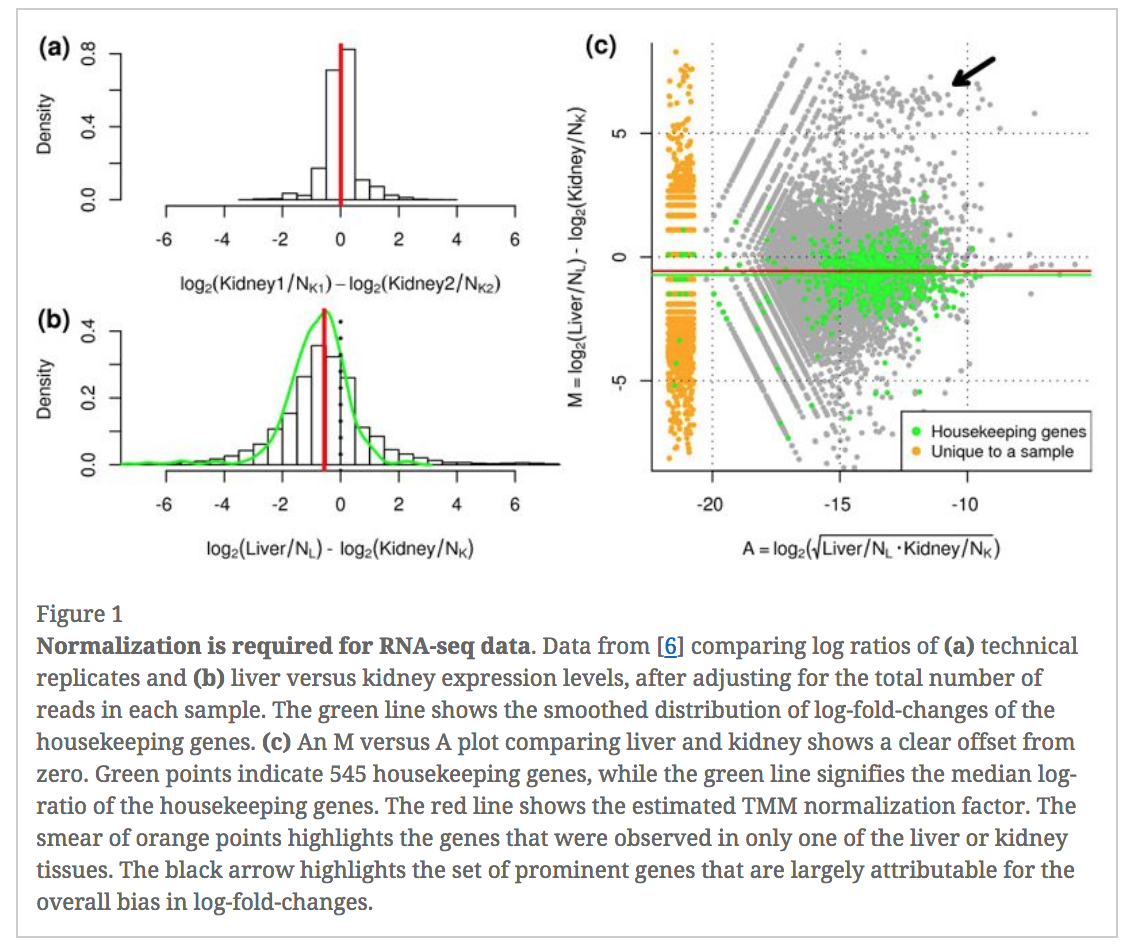 (a)
Density
0.0 0.4 0.8
-6 -4 -2 0 2 4 6
log₂(Kidney1/N_K1) – log₂(Kidney2/N_K2)
(b)
Density
0.0 0.2 0.4
-6 -4 -2 0 2 4 6
log₂(Liver/N_L) - log₂(Kidney/N_K)
(c)
M = log₂(Liver/N_L) - log₂(Kidney/N_K)
5
0
-5
Housekeeping genes
Unique to a sample
-20 -15 -10
A = log₂(√Liver/N_L · Kidney/N_K)
Figure 1
Normalization is required for RNA-seq data. Data from [6] comparing log ratios of (a) technical
replicates and (b) liver versus kidney expression levels, after adjusting for the total number of
reads in each sample. The green line shows the smoothed distribution of log-fold-changes of the
housekeeping genes. (c) An M versus A plot comparing liver and kidney shows a clear offset from
zero. Green points indicate 545 housekeeping genes, while the green line signifies the median log-
ratio of the housekeeping genes. The red line shows the estimated TMM normalization factor. The
smear of orange points highlights the genes that were observed in only one of the liver or kidney
tissues. The black arrow highlights the set of prominent genes that are largely attributable for the
overall bias in log-fold-changes.